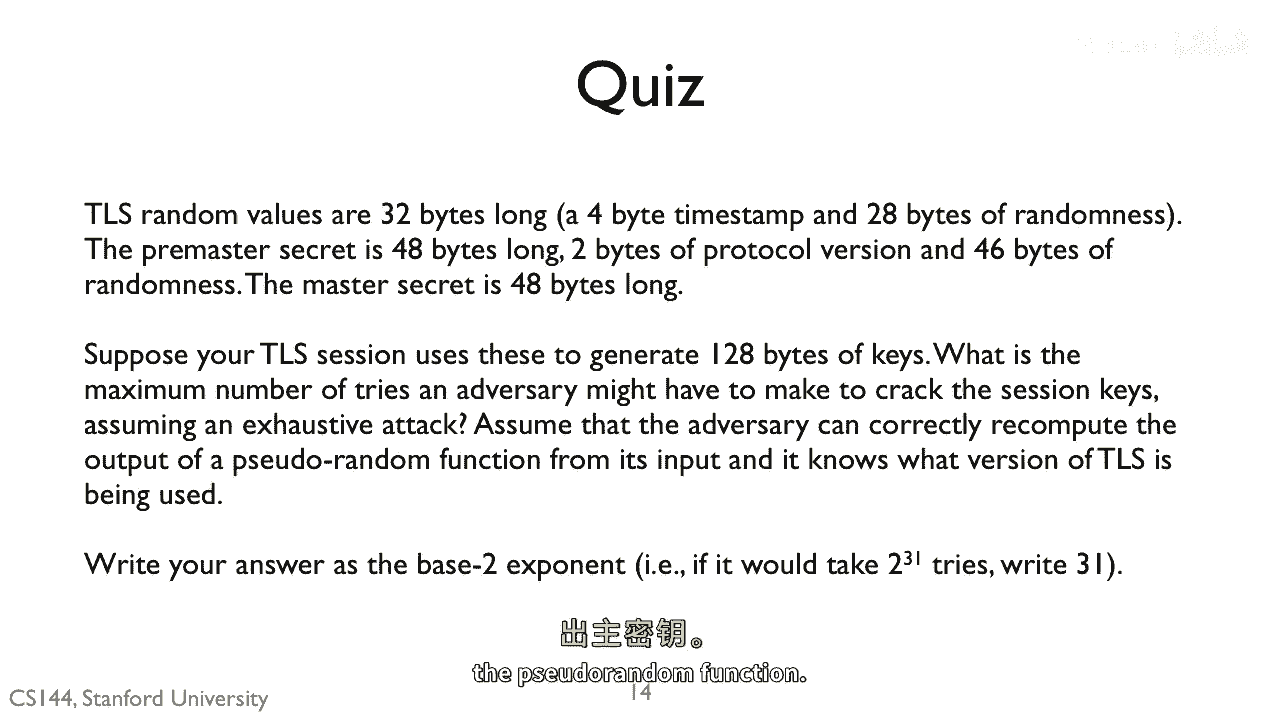 Quiz
TLS random values are 32 bytes long (a 4 byte timestamp and 28 bytes of randomness).
The premaster secret is 48 bytes long, 2 bytes of protocol version and 46 bytes of
randomness. The master secret is 48 bytes long.
Suppose your TLS session uses these to generate 128 bytes of keys. What is the
maximum number of tries an adversary might have to make to crack the session keys,
assuming an exhaustive attack? Assume that the adversary can correctly recompute the
output of a pseudo-random function from its input and it knows what version of TLS is
being used.
Write your answer as the base-2 exponent (i.e., if it would take 2³¹ tries, write 31).
出主密钥。
the pseudorandom function.
CS144, Stanford University
14